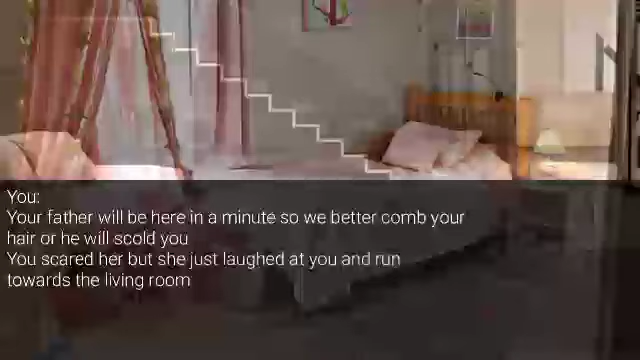 You:
Your father will be here in a minute so we better comb your
hair or he will scold you
You scared her but she just laughed at you and run
towards the living room